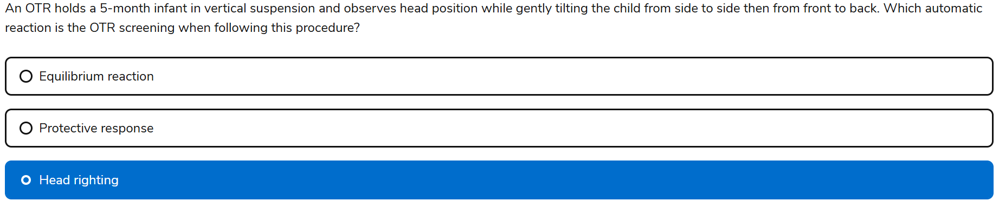 An OTR holds a 5-month infant in vertical suspension and observes head position while gently tilting the child from side to side then from front to back. Which automatic
reaction is the OTR screening when following this procedure?
Equilibrium reaction
Protective response
Head righting